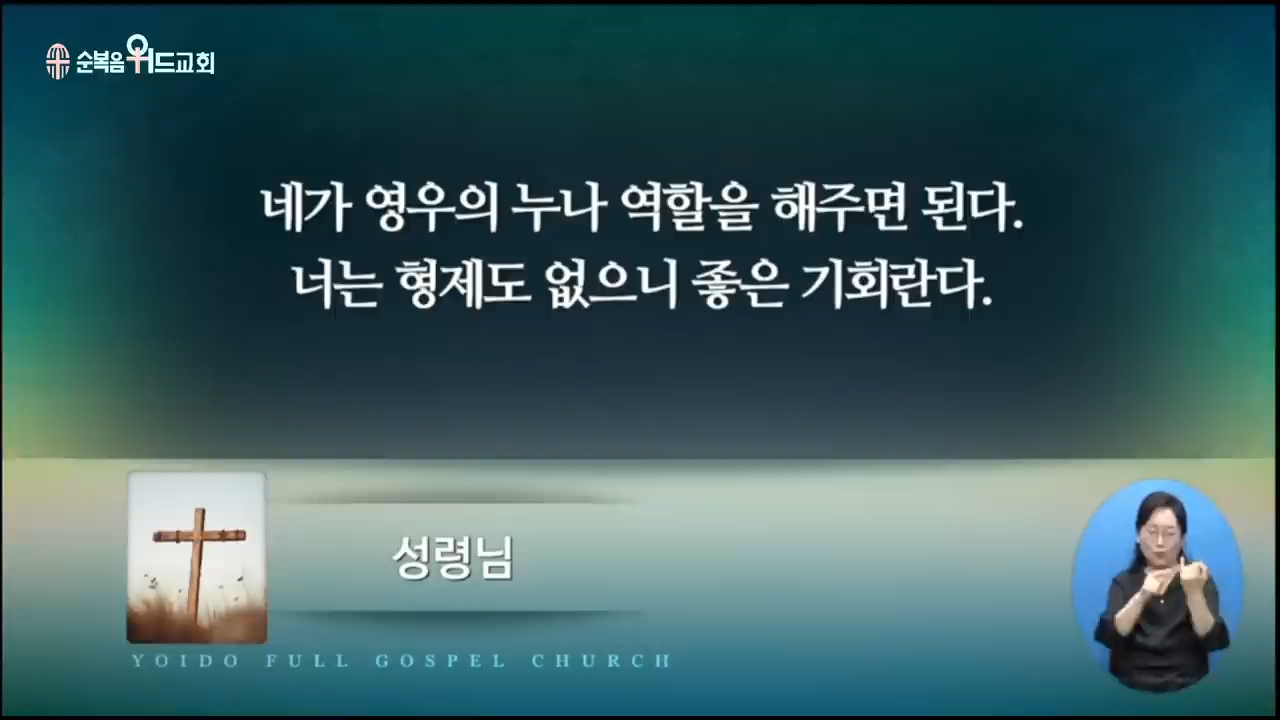 순복음위드교회
네가 영우의 누나 역할을 해주면 된다.
너는 형제도 없으니 좋은 기회란다.
성령님
YOIDO FULL GOSPEL CHURCH